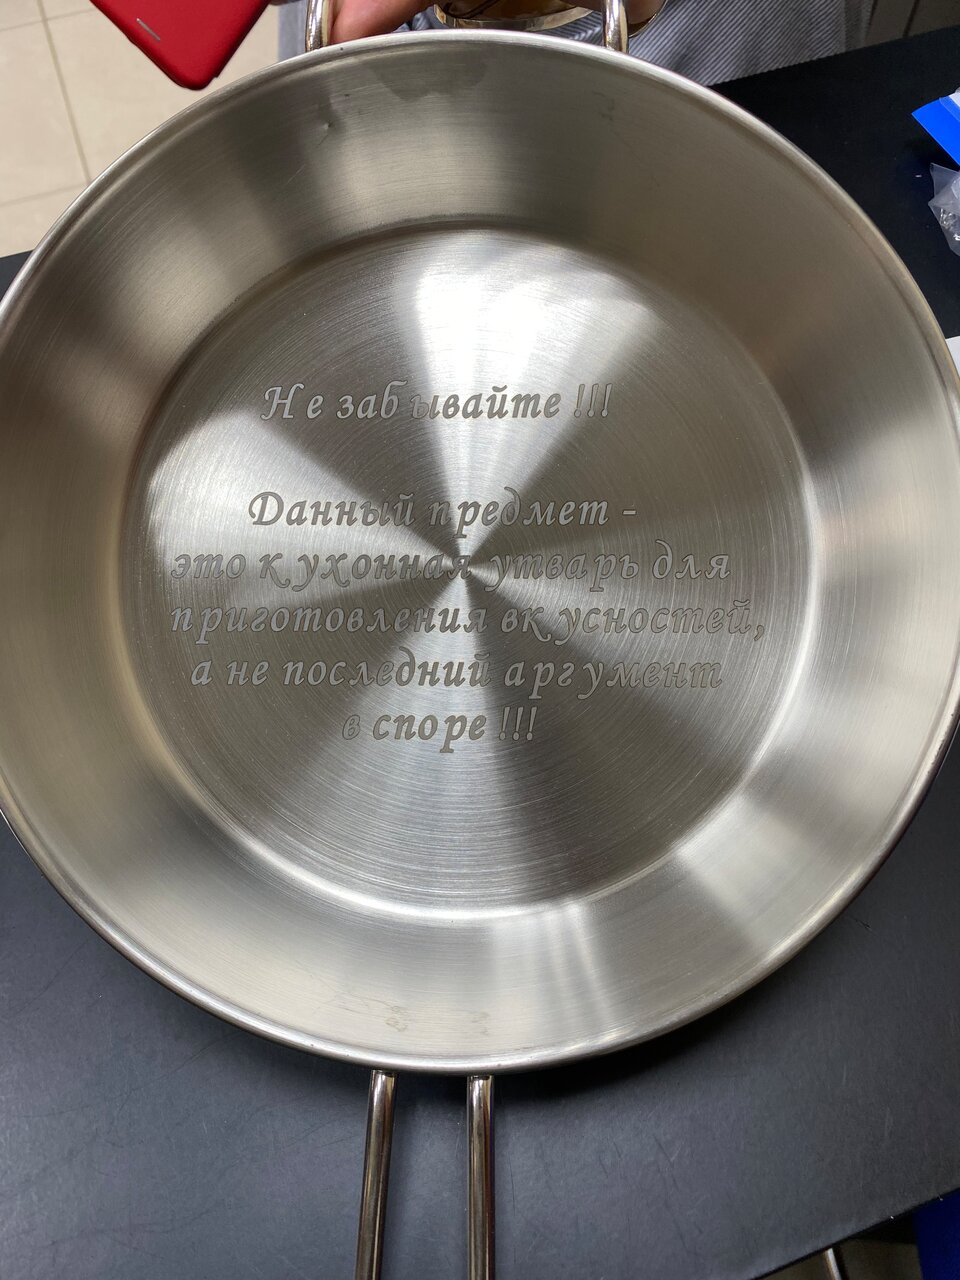 Не забывайте !!!
Данный предмет -
это кухонная утварь для
приготовления вкусностей,
а не последний аргумент
в споре !!!